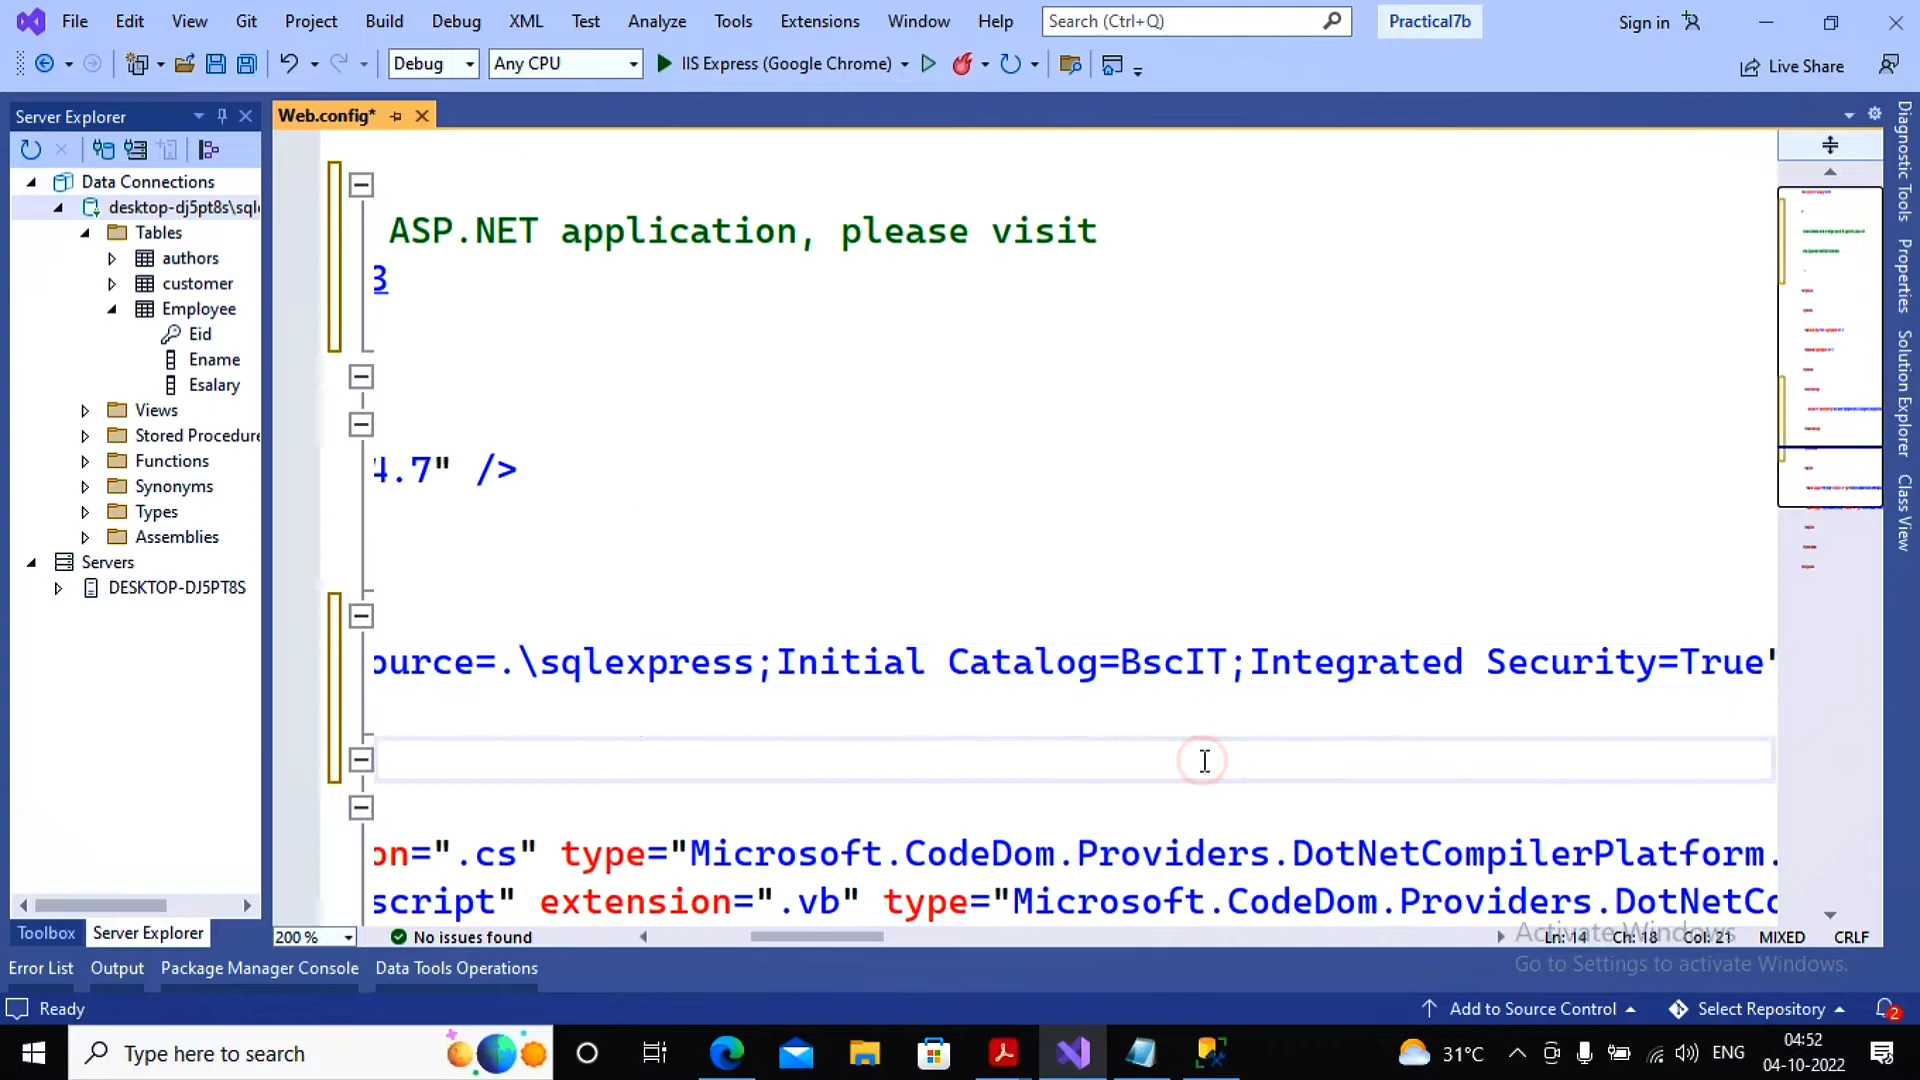 File Edit View Git Project Build Debug XML Test Analyze Tools Extensions Window Help Search (Ctrl+Q) Practical7b Sign in
Debug Any CPU IIS Express (Google Chrome) Live Share
Server Explorer
Web.config*
Data Connections
desktop-dj5pt8s\sql
Tables
authors
customer
Employee
Eid
Ename
Esalary
Views
Stored Procedure
Functions
Synonyms
Types
Assemblies
Servers
DESKTOP-DJ5PT8S
ASP.NET application, please visit
3
4.7" />
ource=.\sqlexpress;Initial Catalog=BscIT;Integrated Security=True"
on=".cs" type="Microsoft.CodeDom.Providers.DotNetCompilerPlatform.
script" extension=".vb" type="Microsoft.CodeDom.Providers.DotNetCo
Diagnostic Tools
Properties
Solution Explorer
Class View
Toolbox Server Explorer
200 % No issues found Ln: 14 Ch: 18 Col: 21 MIXED CRLF
Activate Windows
Go to Settings to activate Windows.
Error List Output Package Manager Console Data Tools Operations
Ready Add to Source Control Select Repository 2
Type here to search 31°C ENG 04:52
04-10-2022